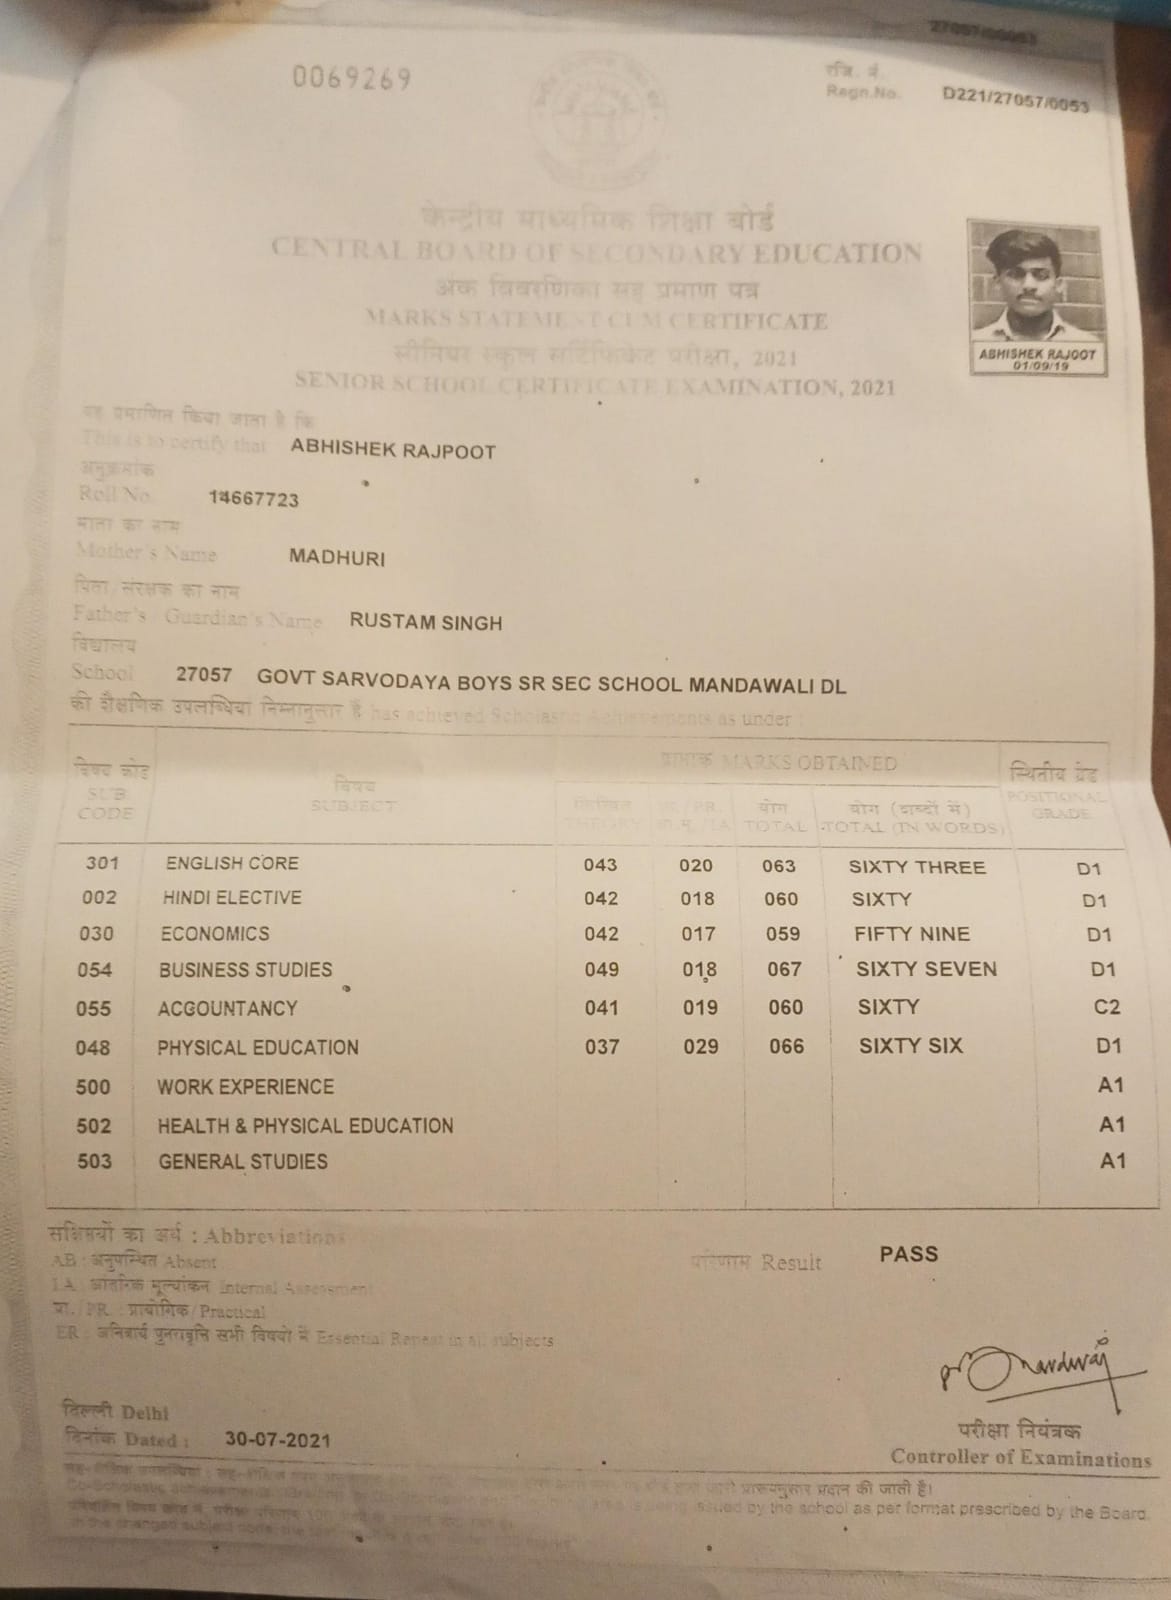 27057/0053
0069269
रजि. नं.
Regn.No. D221/27057/0053
केन्द्रीय माध्यमिक शिक्षा बोर्ड
CENTRAL BOARD OF SECONDARY EDUCATION
अंक विवरणिका सह प्रमाण पत्र
MARKS STATEMENT CUM CERTIFICATE
सीनियर स्कूल सर्टिफिकेट परीक्षा, 2021
SENIOR SCHOOL CERTIFICATE EXAMINATION, 2021
ABHISHEK RAJOOT
01/09/19
यह प्रमाणित किया जाता है कि
This is to certify that ABHISHEK RAJPOOT
अनुक्रमांक
Roll No. 14667723
माता का नाम
Mother's Name MADHURI
पिता/संरक्षक का नाम
Father's / Guardian's Name RUSTAM SINGH
विद्यालय
School 27057 GOVT SARVODAYA BOYS SR SEC SCHOOL MANDAWALI DL
की शैक्षणिक उपलब्धियां निम्नानुसार हैं has achieved Scholastic Achievements as under :
विषय कोड SUB CODE
विषय SUBJECT
प्राप्तांक MARKS OBTAINED
लिखित THEORY
प्रा./PR. आ.मू./IA
योग TOTAL
योग (शब्दों में) TOTAL (IN WORDS)
स्थितीय ग्रेड POSITIONAL GRADE
301 ENGLISH CORE 043 020 063 SIXTY THREE D1
002 HINDI ELECTIVE 042 018 060 SIXTY D1
030 ECONOMICS 042 017 059 FIFTY NINE D1
054 BUSINESS STUDIES 049 018 067 SIXTY SEVEN D1
055 ACCOUNTANCY 041 019 060 SIXTY C2
048 PHYSICAL EDUCATION 037 029 066 SIXTY SIX D1
500 WORK EXPERIENCE A1
502 HEALTH & PHYSICAL EDUCATION A1
503 GENERAL STUDIES A1
संक्षिप्तियों का अर्थ : Abbreviations
AB : अनुपस्थित Absent
IA : आंतरिक मूल्यांकन Internal Assessment
प्रा./PR. : प्रायोगिक/Practical
ER : अनिवार्य पुनरावृत्ति सभी विषयों में Essential Repeat in all subjects
परिणाम Result PASS
दिल्ली Delhi
दिनांक Dated : 30-07-2021
परीक्षा नियंत्रक
Controller of Examinations
प्रारूपनुसार प्रदान की जाती है।
is being issued by the school as per format prescribed by the Board.